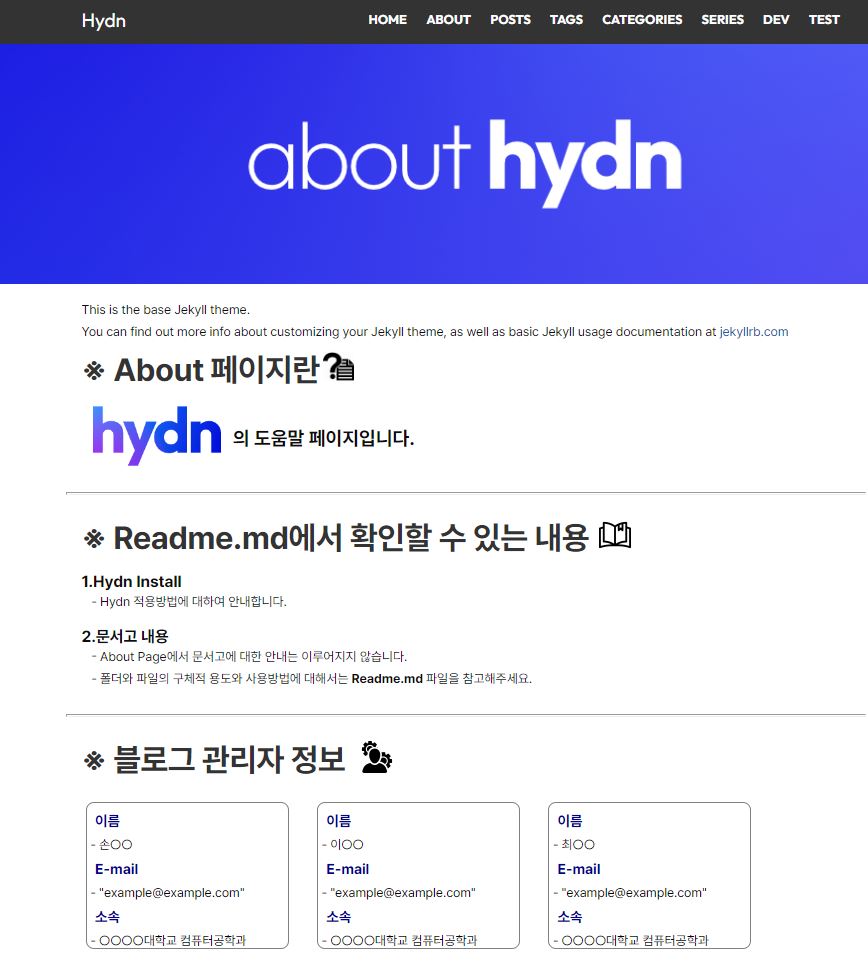 Hydn HOME ABOUT POSTS TAGS CATEGORIES SERIES DEV TEST
about hydn
This is the base Jekyll theme.
You can find out more info about customizing your Jekyll theme, as well as basic Jekyll usage documentation at jekyllrb.com
※ About 페이지란
hydn 의 도움말 페이지입니다.
※ Readme.md에서 확인할 수 있는 내용
1.Hydn Install
- Hydn 적용방법에 대하여 안내합니다.
2.문서고 내용
- About Page에서 문서고에 대한 안내는 이루어지지 않습니다.
- 폴더와 파일의 구체적 용도와 사용방법에 대해서는 Readme.md 파일을 참고해주세요.
※ 블로그 관리자 정보
이름
- 손○○
E-mail
- "example@example.com"
소속
- ○○○○대학교 컴퓨터공학과
이름
- 이○○
E-mail
- "example@example.com"
소속
- ○○○○대학교 컴퓨터공학과
이름
- 최○○
E-mail
- "example@example.com"
소속
- ○○○○대학교 컴퓨터공학과